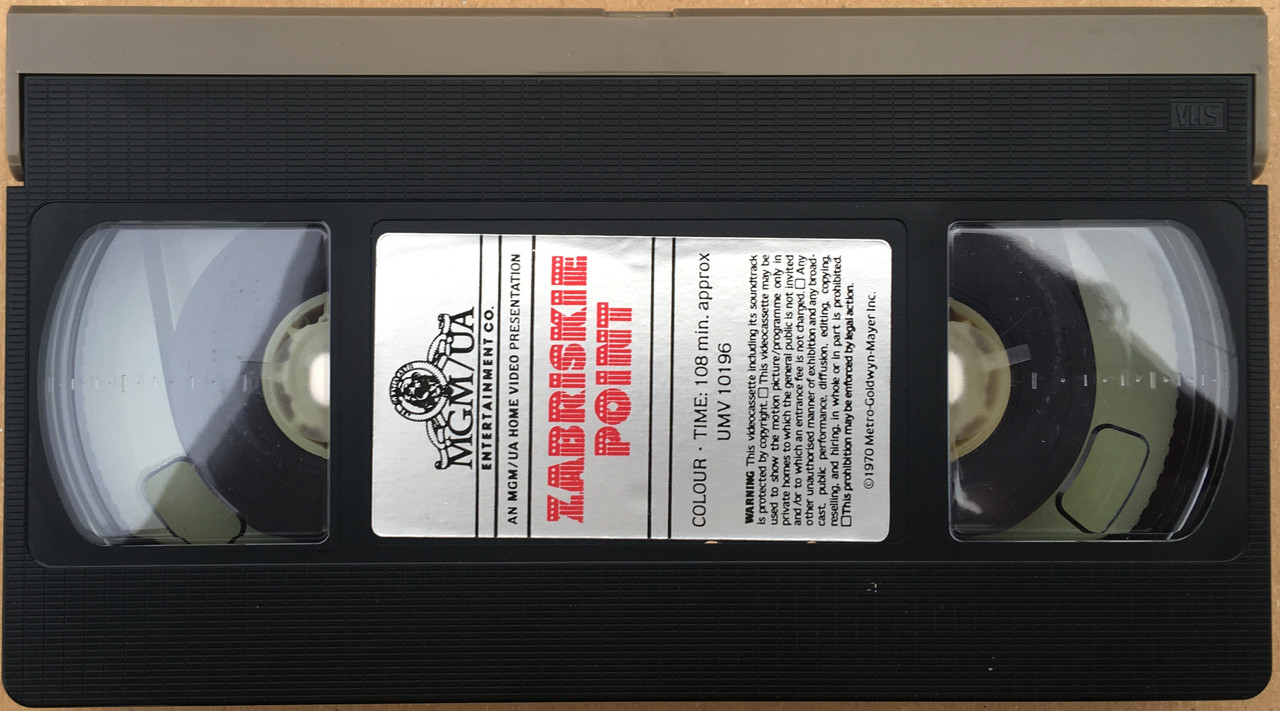 VHS
MGM/UA
ENTERTAINMENT CO.
AN MGM/UA HOME VIDEO PRESENTATION
ZABRISKIE
POINT
COLOUR · TIME: 108 min. approx
UMV 10196
WARNING This videocassette including its soundtrack
is protected by copyright. □ This videocassette may be
used to show the motion picture/programme only in
private homes to which the general public is not invited
and/or to which an entrance fee is not charged. □ Any
other unauthorised manner of exhibition and any broad-
cast, public performance, diffusion, editing, copying,
reselling, and hiring, in whole or in part is prohibited.
□ This prohibition may be enforced by legal action.
© 1970 Metro-Goldwyn-Mayer Inc.